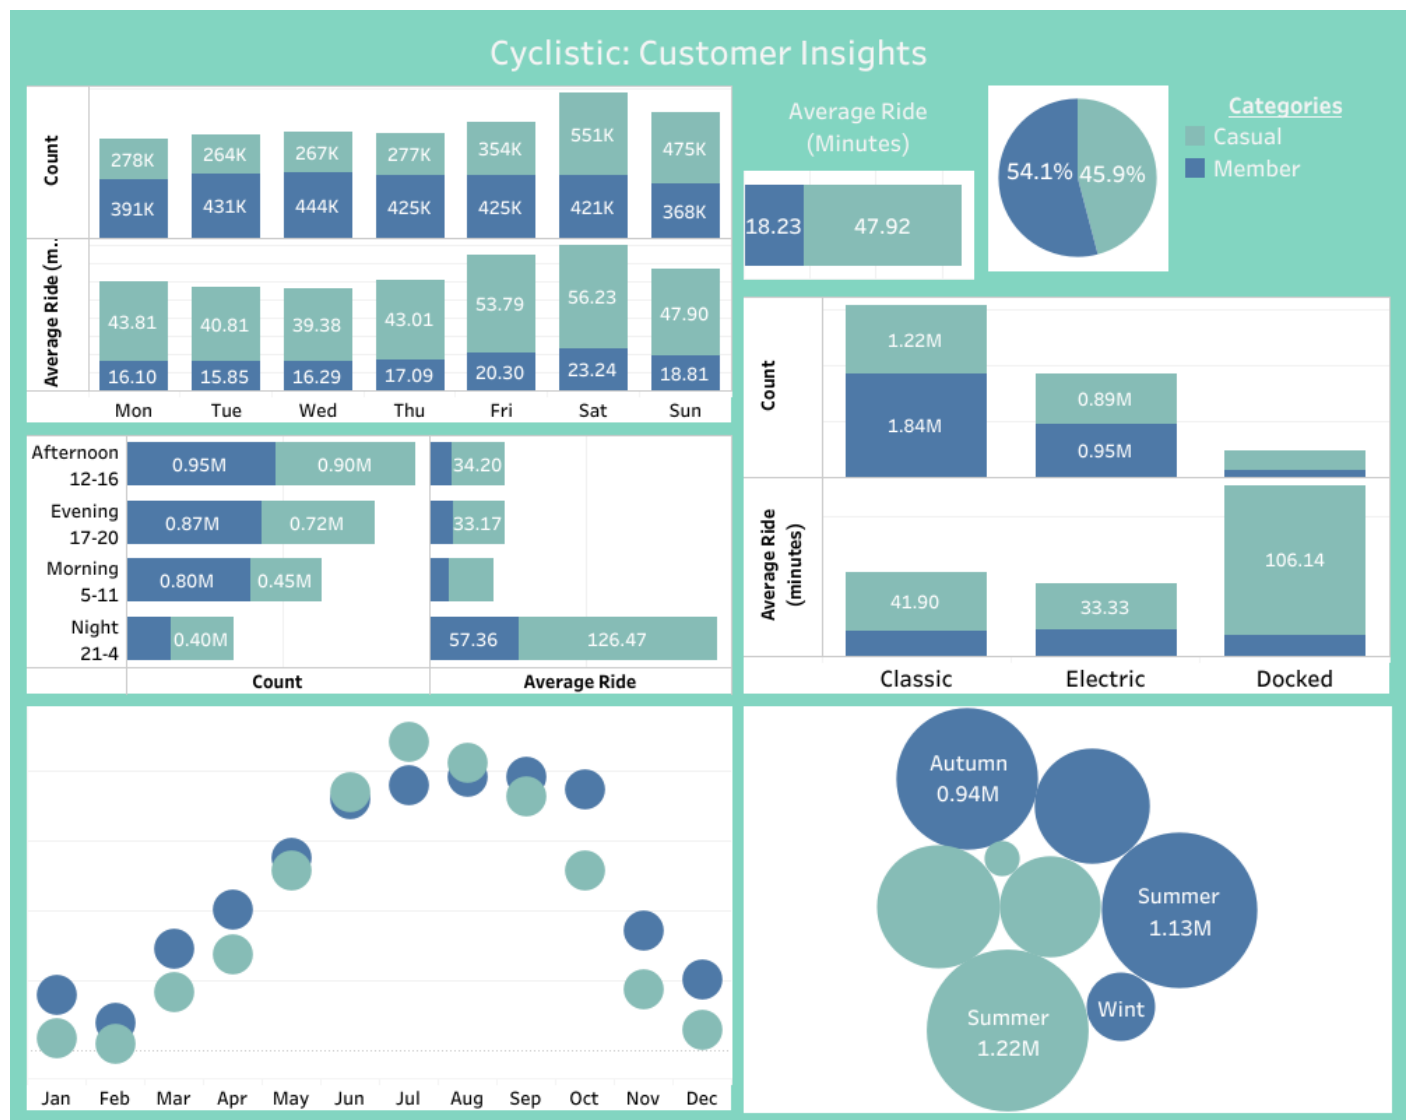 Cyclistic: Customer Insights
Count
278K 264K 267K 277K 354K 551K 475K
391K 431K 444K 425K 425K 421K 368K
Average Ride (m..
43.81 40.81 39.38 43.01 53.79 56.23 47.90
16.10 15.85 16.29 17.09 20.30 23.24 18.81
Mon Tue Wed Thu Fri Sat Sun
Average Ride
(Minutes)
18.23 47.92
54.1% 45.9%
Categories
Casual
Member
Afternoon
12-16
0.95M 0.90M 34.20
Evening
17-20
0.87M 0.72M 33.17
Morning
5-11
0.80M 0.45M
Night
21-4
0.40M 57.36 126.47
Count Average Ride
Count
1.22M 0.89M
1.84M 0.95M
Average Ride
(minutes)
41.90 33.33 106.14
Classic Electric Docked
Jan Feb Mar Apr May Jun Jul Aug Sep Oct Nov Dec
Autumn
0.94M
Summer
1.13M
Wint
Summer
1.22M